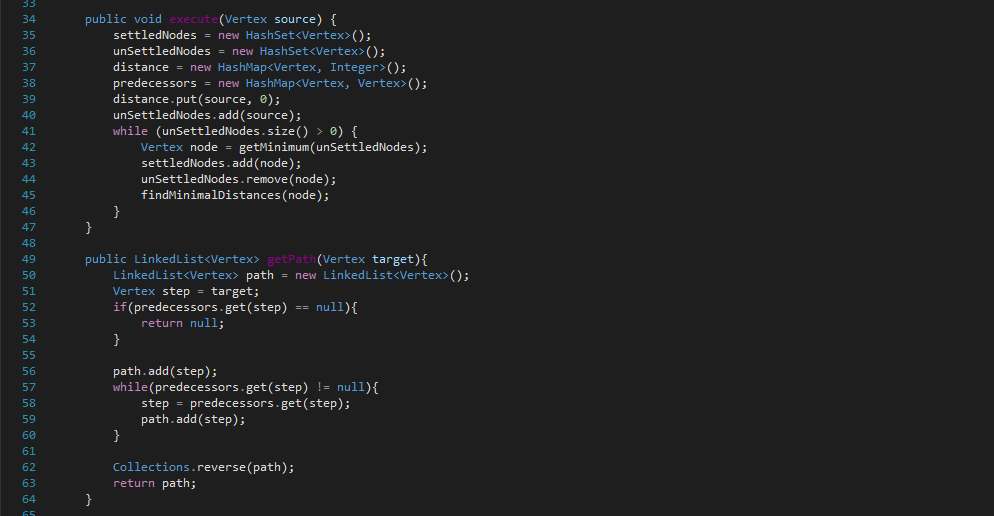 33
34 public void execute(Vertex source) {
35 settledNodes = new HashSet<Vertex>();
36 unSettledNodes = new HashSet<Vertex>();
37 distance = new HashMap<Vertex, Integer>();
38 predecessors = new HashMap<Vertex, Vertex>();
39 distance.put(source, 0);
40 unSettledNodes.add(source);
41 while (unSettledNodes.size() > 0) {
42 Vertex node = getMinimum(unSettledNodes);
43 settledNodes.add(node);
44 unSettledNodes.remove(node);
45 findMinimalDistances(node);
46 }
47 }
48
49 public LinkedList<Vertex> getPath(Vertex target){
50 LinkedList<Vertex> path = new LinkedList<Vertex>();
51 Vertex step = target;
52 if(predecessors.get(step) == null){
53 return null;
54 }
55
56 path.add(step);
57 while(predecessors.get(step) != null){
58 step = predecessors.get(step);
59 path.add(step);
60 }
61
62 Collections.reverse(path);
63 return path;
64 }
65